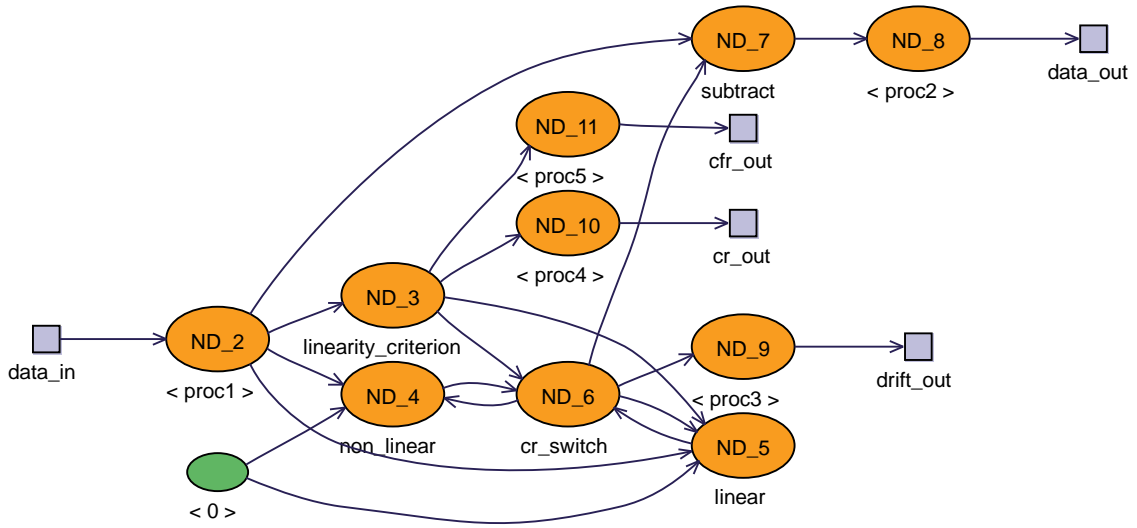 ND_7
subtract
ND_8
< proc2 >
data_out
ND_11
< proc5 >
cfr_out
ND_10
< proc4 >
cr_out
ND_3
linearity_criterion
data_in
ND_2
< proc1 >
ND_9
< proc3 >
drift_out
ND_4
non_linear
ND_6
cr_switch
ND_5
linear
< 0 >